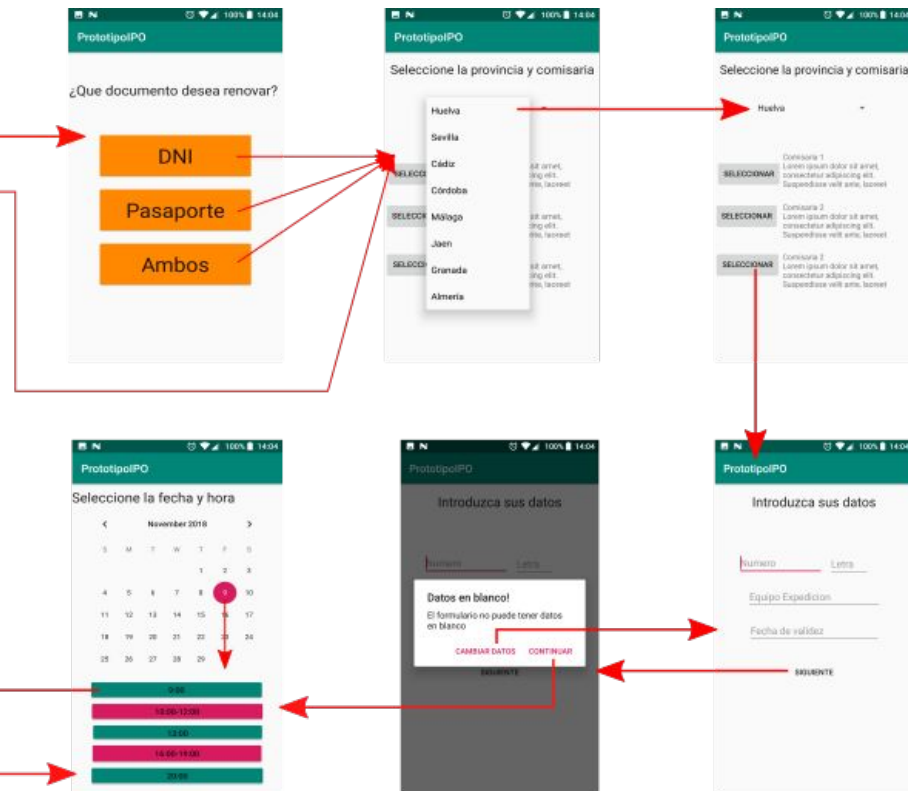 100% 14:04
PrototipoIPO
¿Que documento desea renovar?
DNI
Pasaporte
Ambos
100% 14:04
PrototipoIPO
Seleccione la provincia y comisaria
Huelva
Sevilla
Cádiz
Córdoba
Málaga
Jaen
Granada
Almería
100% 14:04
PrototipoIPO
Seleccione la provincia y comisaria
Huelva
SELECCIONAR
Comisaria 1
Lorem ipsum dolor sit amet,
consectetur adipiscing elit.
Suspendisse velit ante, laoreet
SELECCIONAR
Comisaria 2
Lorem ipsum dolor sit amet,
consectetur adipiscing elit.
Suspendisse velit ante, laoreet
SELECCIONAR
Comisaria 2
Lorem ipsum dolor sit amet,
consectetur adipiscing elit.
Suspendisse velit ante, laoreet
100% 14:04
PrototipoIPO
Seleccione la fecha y hora
November 2018
S M T W T F S
1 2 3
4 5 6 7 8 9 10
11 12 13 14 15 16 17
18 19 20 21 22 23 24
25 26 27 28 29
9:00
10:00-12:00
13:00
20:00
100% 14:04
PrototipoIPO
Introduzca sus datos
Numero Letra
Datos en blanco!
El formulario no puede tener datos
en blanco
CAMBIAR DATOS CONTINUAR
SIGUIENTE
100% 14:04
PrototipoIPO
Introduzca sus datos
Numero Letra
Equipo Expedicion
Fecha de validez
SIGUIENTE